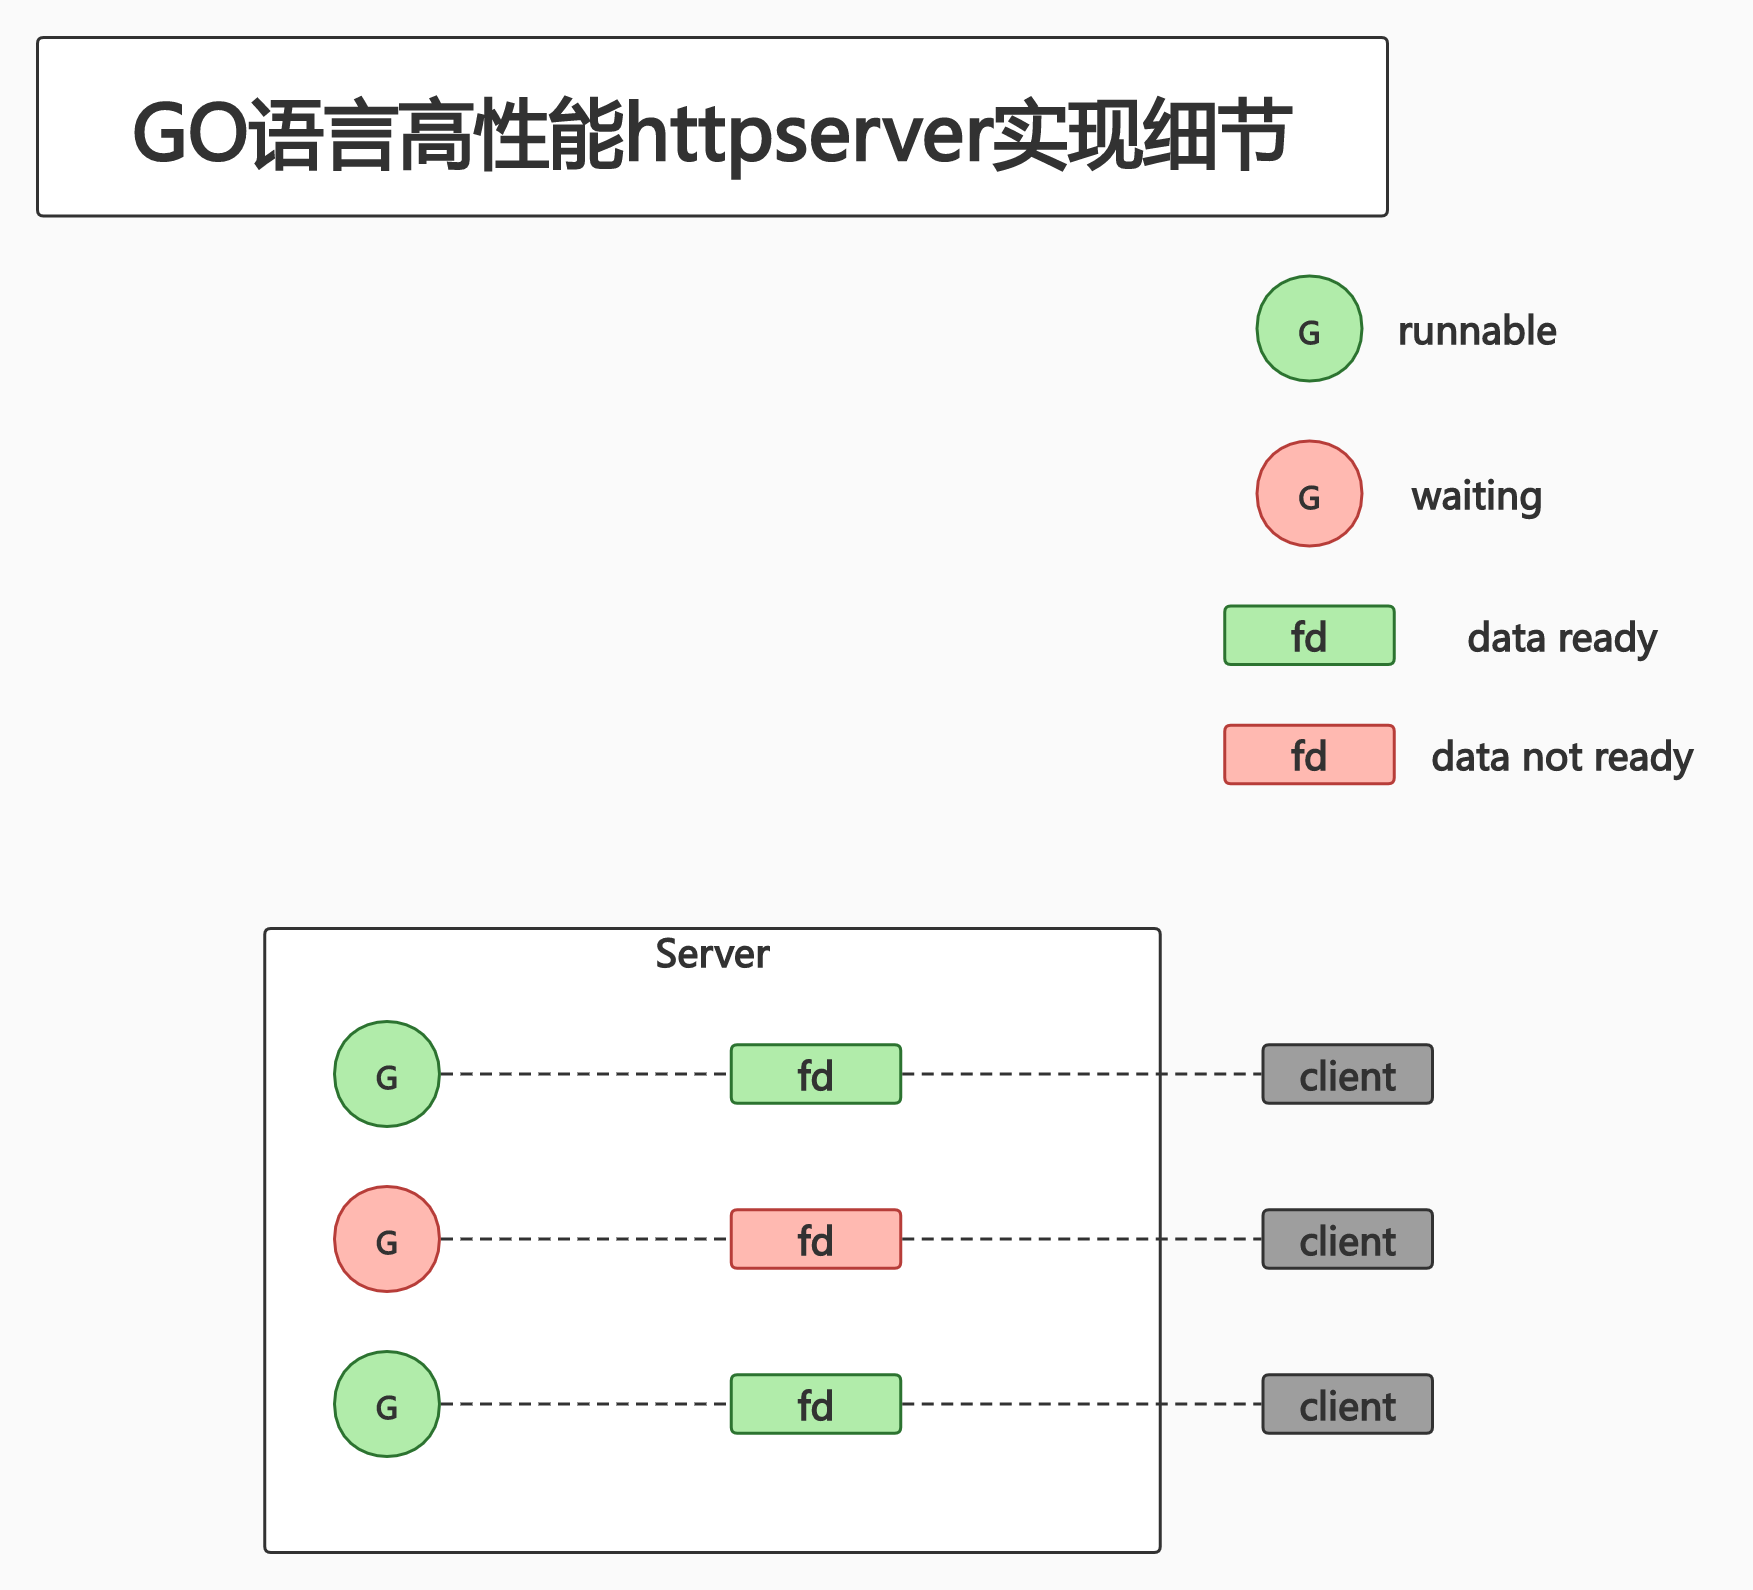 GO语言高性能httpserver实现细节
G runnable
G waiting
fd data ready
fd data not ready
Server
G fd client
G fd client
G fd client